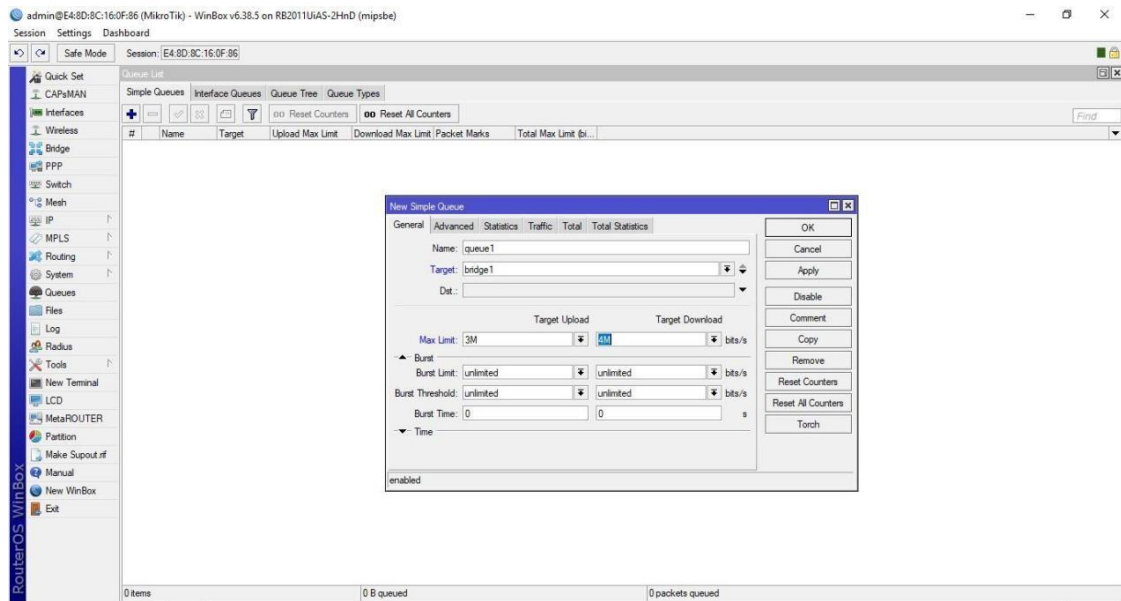 admin@E4:8D:8C:16:0F:86 (MikroTik) - WinBox v6.38.5 on RB2011UiAS-2HnD (mipsbe)
Session Settings Dashboard
Safe Mode Session: E4:8D:8C:16:0F:86
Quick Set
CAPsMAN
Interfaces
Wireless
Bridge
PPP
Switch
Mesh
IP
MPLS
Routing
System
Queues
Files
Log
Radius
Tools
New Terminal
LCD
MetaROUTER
Partition
Make Supout.rif
Manual
New WinBox
Exit
RouterOS WinBox
Queue List
Simple Queues Interface Queues Queue Tree Queue Types
00 Reset Counters 00 Reset All Counters Find
# Name Target Upload Max Limit Download Max Limit Packet Marks Total Max Limit (bi...
New Simple Queue
General Advanced Statistics Traffic Total Total Statistics
Name: queue1
Target: bridge1
Dst.:
Target Upload Target Download
Max Limit: 3M 4M bits/s
Burst
Burst Limit: unlimited unlimited bits/s
Burst Threshold: unlimited unlimited bits/s
Burst Time: 0 0 s
Time
enabled
OK
Cancel
Apply
Disable
Comment
Copy
Remove
Reset Counters
Reset All Counters
Torch
0 items 0 B queued 0 packets queued